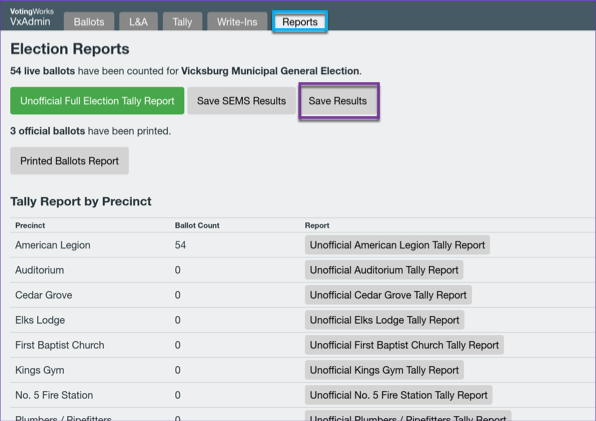 VotingWorks
VxAdmin
Ballots
L&A
Tally
Write-Ins
Reports
Election Reports
54 live ballots have been counted for Vicksburg Municipal General Election.
Unofficial Full Election Tally Report
Save SEMS Results
Save Results
3 official ballots have been printed.
Printed Ballots Report
Tally Report by Precinct
Precinct Ballot Count Report
American Legion 54 Unofficial American Legion Tally Report
Auditorium 0 Unofficial Auditorium Tally Report
Cedar Grove 0 Unofficial Cedar Grove Tally Report
Elks Lodge 0 Unofficial Elks Lodge Tally Report
First Baptist Church 0 Unofficial First Baptist Church Tally Report
Kings Gym 0 Unofficial Kings Gym Tally Report
No. 5 Fire Station 0 Unofficial No. 5 Fire Station Tally Report
Plumbers / Pipefitters 0 Unofficial Plumbers / Pipefitters Tally Report